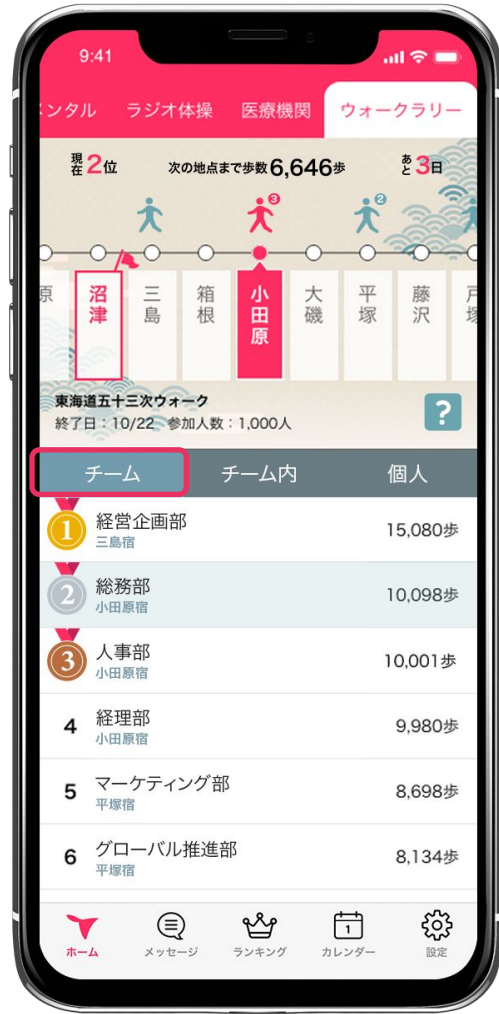 9:41
メンタル ラジオ体操 医療機関 ウォークラリー
現在2位 次の地点まで歩数6,646歩 あと3日
3 2
原 沼津 三島 箱根 小田原 大磯 平塚 藤沢 戸塚
東海道五十三次ウォーク
終了日：10/22 参加人数：1,000人
?
チーム チーム内 個人
1 経営企画部 15,080歩
三島宿
2 総務部 10,098歩
小田原宿
3 人事部 10,001歩
小田原宿
4 経理部 9,980歩
小田原宿
5 マーケティング部 8,698歩
平塚宿
6 グローバル推進部 8,134歩
平塚宿
1
ホーム メッセージ ランキング カレンダー 設定